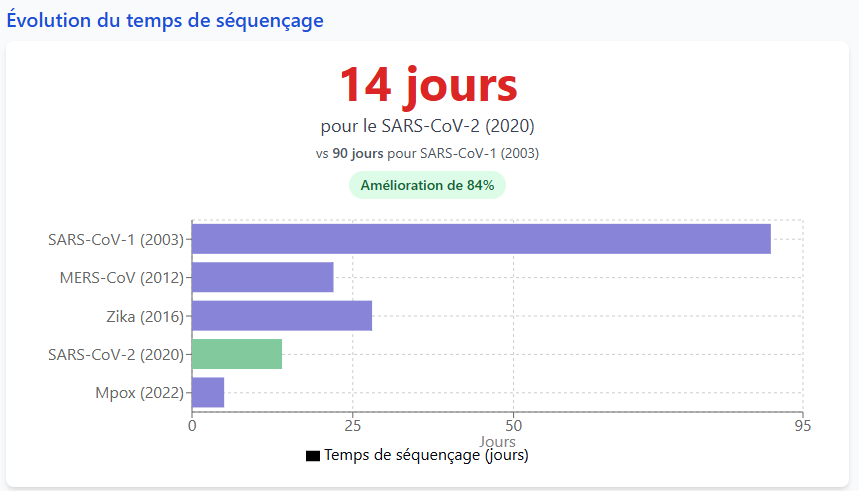 Évolution du temps de séquençage
14 jours
pour le SARS-CoV-2 (2020)
vs 90 jours pour SARS-CoV-1 (2003)
Amélioration de 84%
SARS-CoV-1 (2003)
MERS-CoV (2012)
Zika (2016)
SARS-CoV-2 (2020)
Mpox (2022)
0 25 50 95
Jours
Temps de séquençage (jours)